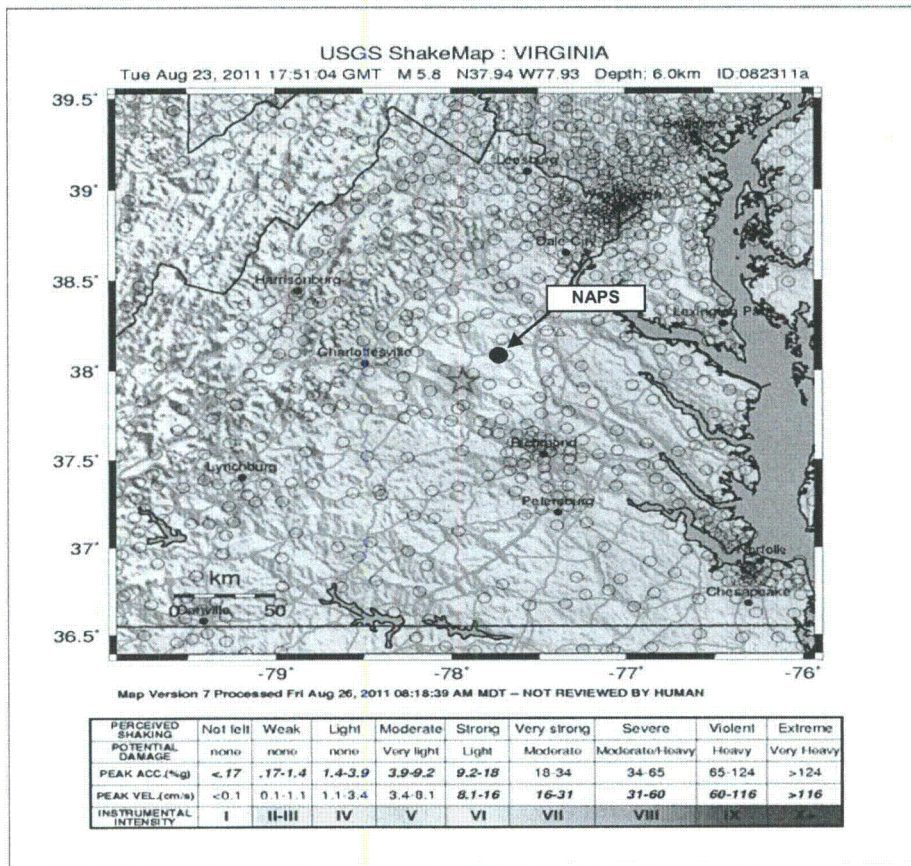 USGS ShakeMap : VIRGINIA
Tue Aug 23, 2011 17:51:04 GMT M 5.8 N37.94 W77.93 Depth: 6.0km ID:082311a
39.5°
39°
38.5°
38°
37.5°
37°
36.5°
Leesburg
Dale City
Harrisonburg
NAPS
Lexington Pa
Charlottesville
Richmond
Lynchburg
Petersburg
Norfolk
Chesapeake
km
0 50
Danville
-79° -78° -77° -76°
Map Version 7 Processed Fri Aug 26, 2011 08:18:39 AM MDT – NOT REVIEWED BY HUMAN
PERCEIVED SHAKING Not felt Weak Light Moderate Strong Very strong Severe Violent Extreme
POTENTIAL DAMAGE none none none Very light Light Moderate Moderate/Heavy Heavy Very Heavy
PEAK ACC.(%g) <.17 .17-1.4 1.4-3.9 3.9-9.2 9.2-18 18-34 34-65 65-124 >124
PEAK VEL.(cm/s) <0.1 0.1-1.1 1.1-3.4 3.4-8.1 8.1-16 16-31 31-60 60-116 >116
INSTRUMENTAL INTENSITY I II-III IV V VI VII VIII IX X+